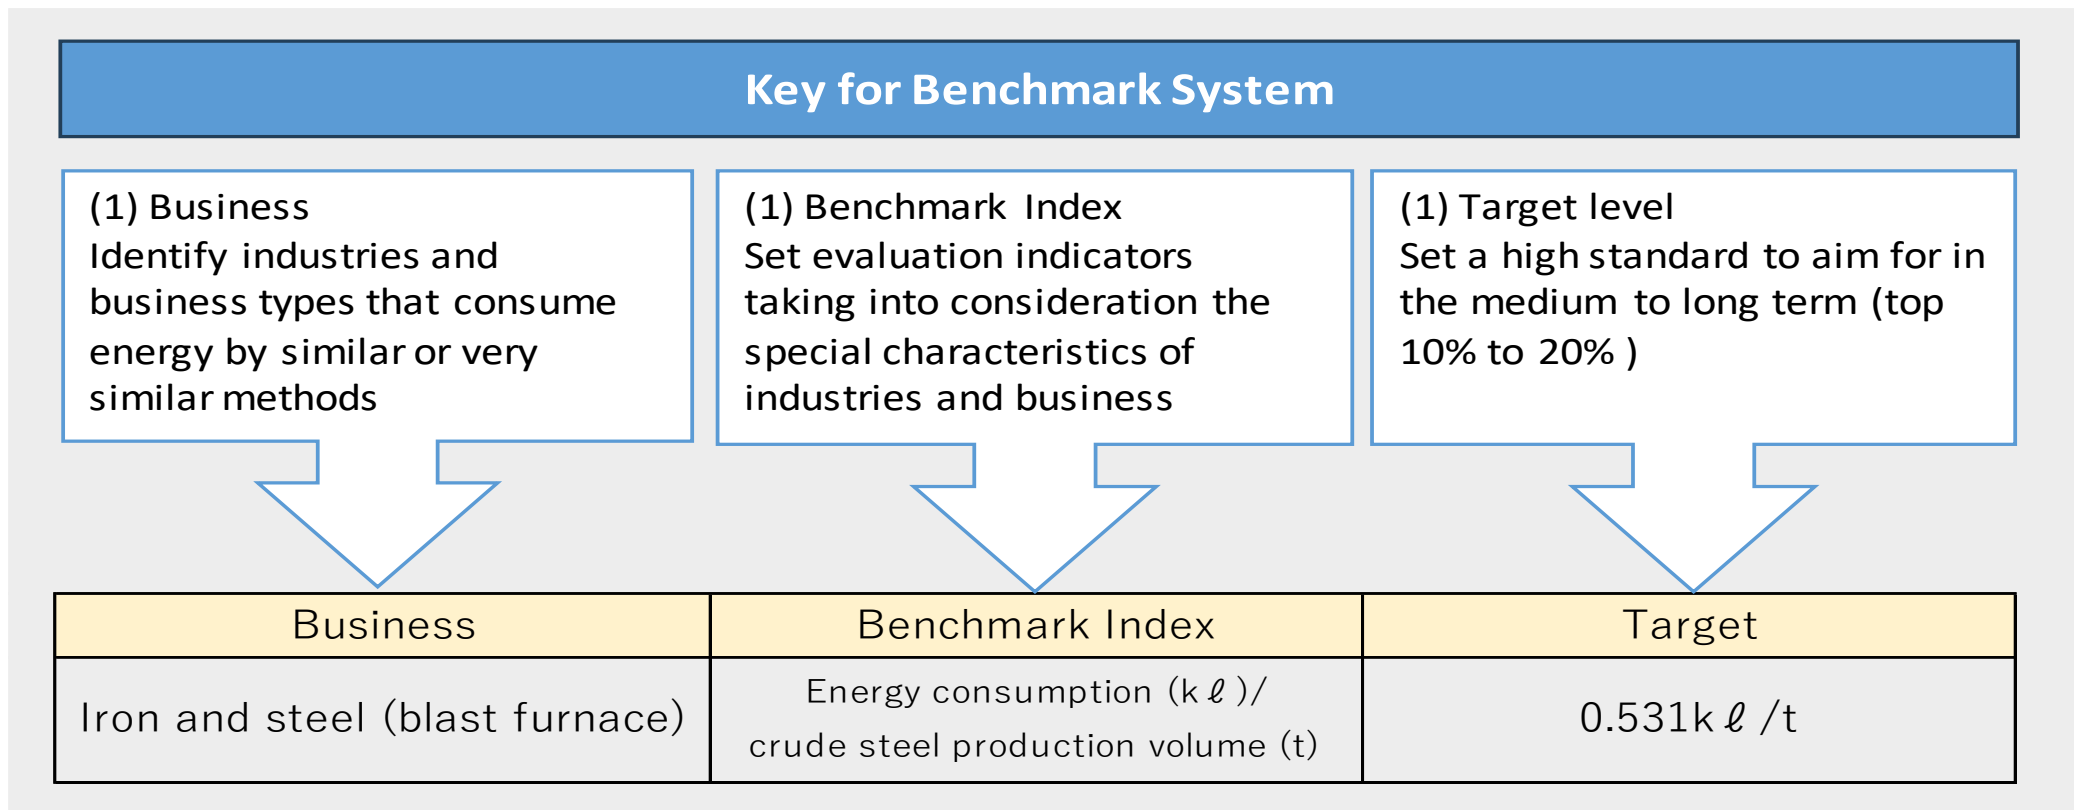 Key for Benchmark System
(1) Business
Identify industries and
business types that consume
energy by similar or very
similar methods
(1) Benchmark Index
Set evaluation indicators
taking into consideration the
special characteristics of
industries and business
(1) Target level
Set a high standard to aim for in
the medium to long term (top
10% to 20% )
Business
Benchmark Index
Target
Iron and steel (blast furnace)
Energy consumption (kℓ)/
crude steel production volume (t)
0.531kℓ/t